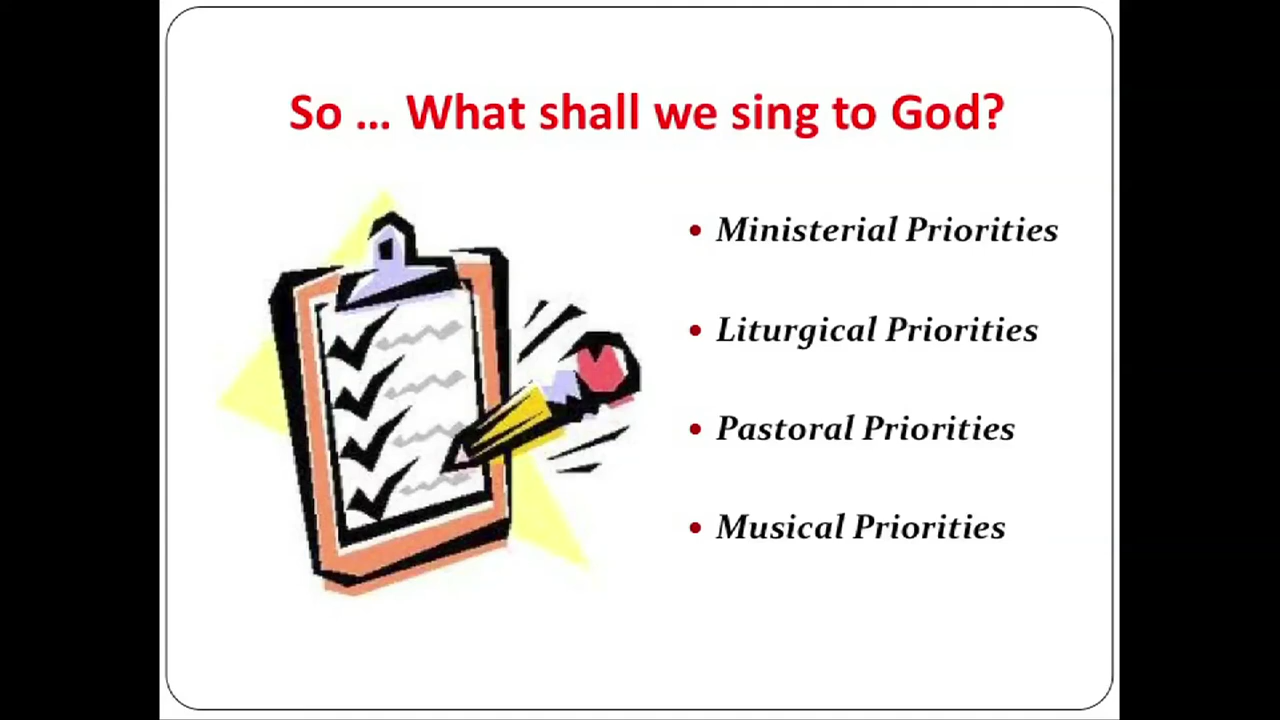 So ... What shall we sing to God?
• Ministerial Priorities
• Liturgical Priorities
• Pastoral Priorities
• Musical Priorities